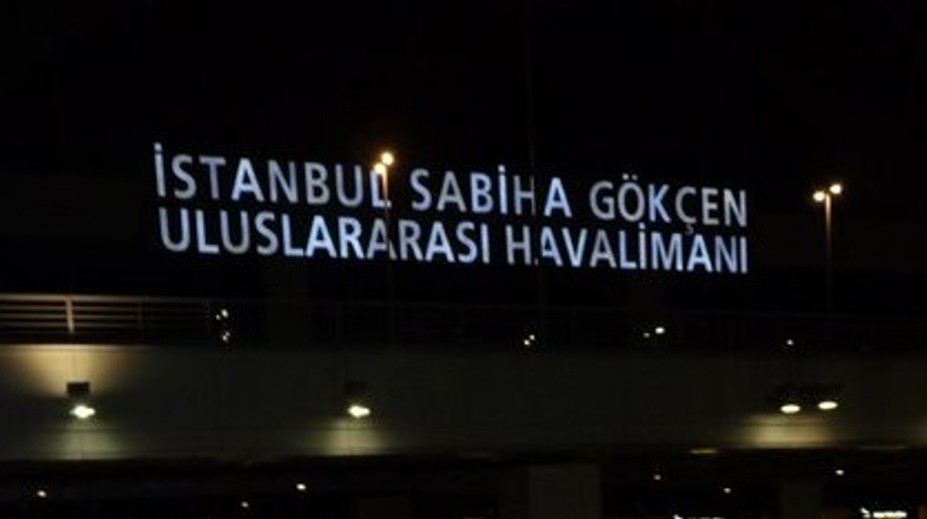 İSTANBUL SABİHA GÖKÇEN
ULUSLARARASI HAVALİMANI